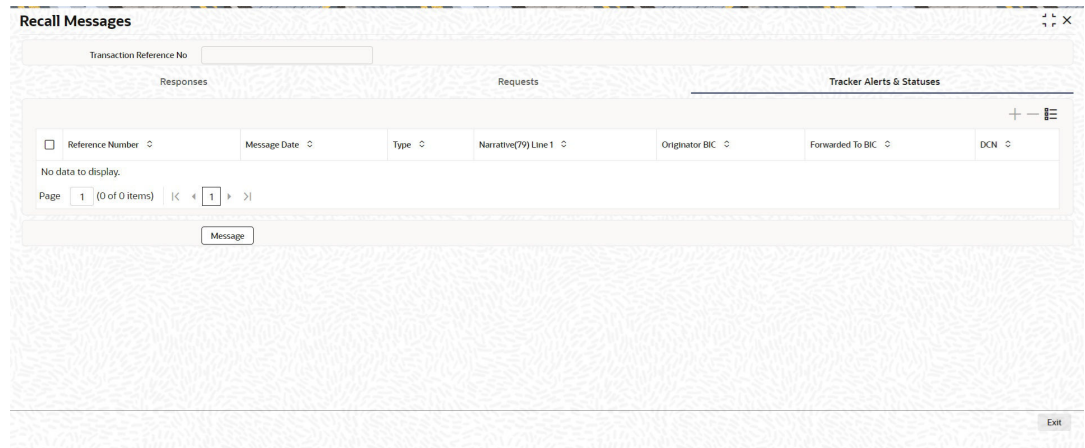 Recall Messages
Transaction Reference No
Responses Requests Tracker Alerts & Statuses
Reference Number Message Date Type Narrative(79) Line 1 Originator BIC Forwarded To BIC DCN
No data to display.
Page 1 (0 of 0 items) 1
Message
Exit